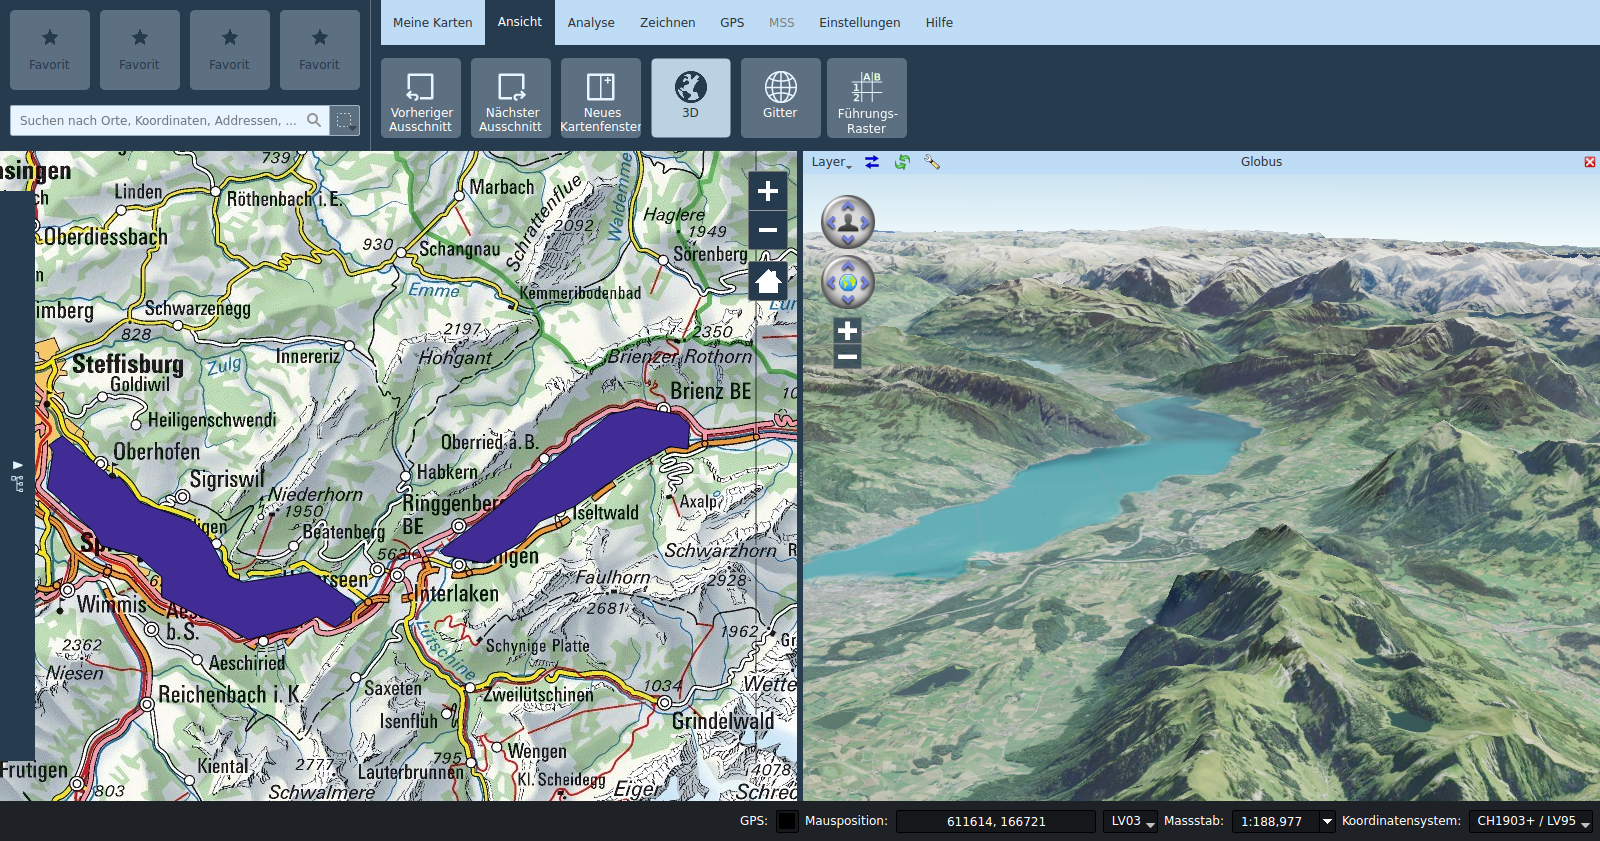 Favorit
Favorit
Favorit
Favorit
Suchen nach Orte, Koordinaten, Addressen, ...
Meine Karten
Ansicht
Analyse
Zeichnen
GPS
MSS
Einstellungen
Hilfe
Vorheriger
Ausschnitt
Nächster
Ausschnitt
Neues
Kartenfenster
3D
Gitter
Führungs-
Raster
Layer
Globus
singen
739
Linden
Röthenbach i. E.
Marbach
Schrattenflue
2092
Waldemme
Haglere
1949
Oberdiessbach
930
Schangnau
Sörenberg
Emme
Kemmeribodenbad
imberg
Schwarzenegg
828
2197
Hohgant
2350
Brienzer Rothorn
Innereriz
Zulg
Steffisburg
Goldiwil
Heiligenschwendi
Brienz BE
Oberhofen
Oberried a. B.
Habkern
Sigriswil
Niederhorn
1950
Ringgenber
BE
Axalp
Iseltwald
Beatenberg
563
Schwarzhorn
2928
Faulhorn
2681
Interlaken
Wimmis
b. S.
2362
Niesen
Aeschiried
Lütschine
Schynige Platte
1962
Reichenbach i. K.
Saxeten
Zweilütschinen
1034
Isenfluh
Grindelwald
795
Wengen
Frutigen
803
Kiental
2777
Schwalmere
Lauterbrunnen
Kl. Scheidegg
Eiger
4078
GPS:
Mausposition:
611614, 166721
LV03
Massstab:
1:188,977
Koordinatensystem:
CH1903+ / LV95